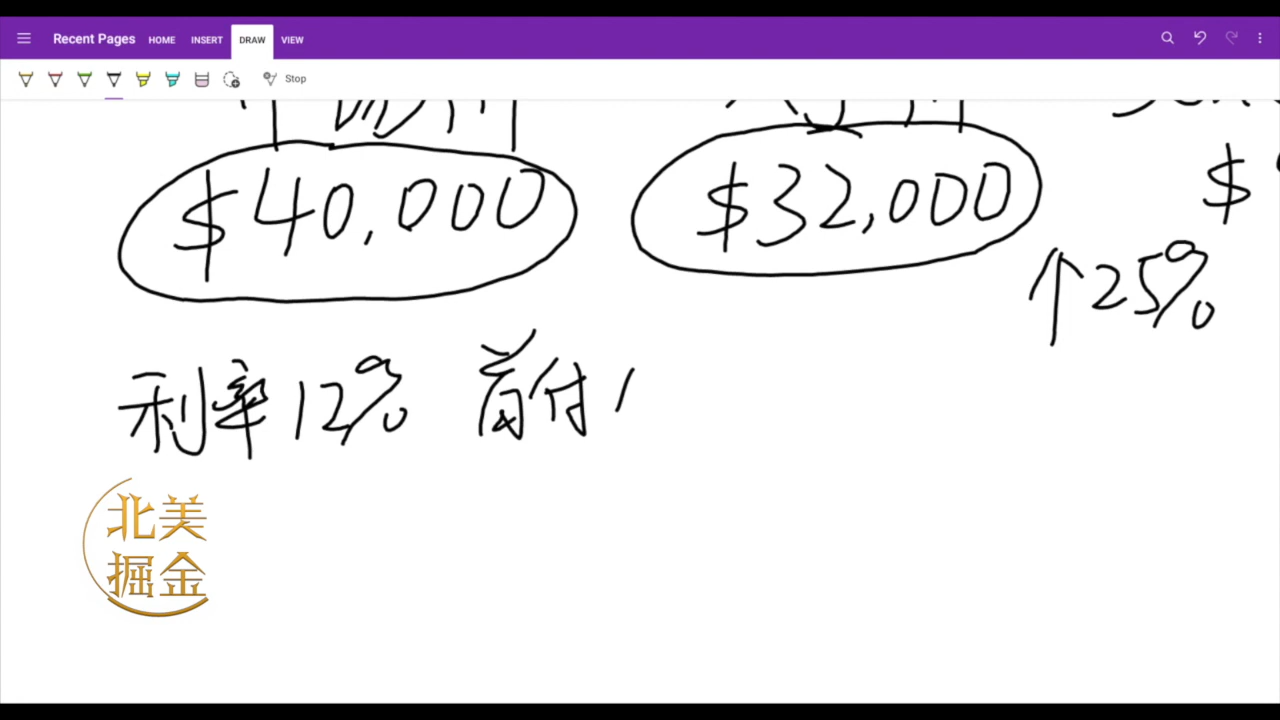 Recent Pages HOME INSERT DRAW VIEW
Stop
$40,000 $32,000 $
↑25%
利率12% 首付
北美
掘金